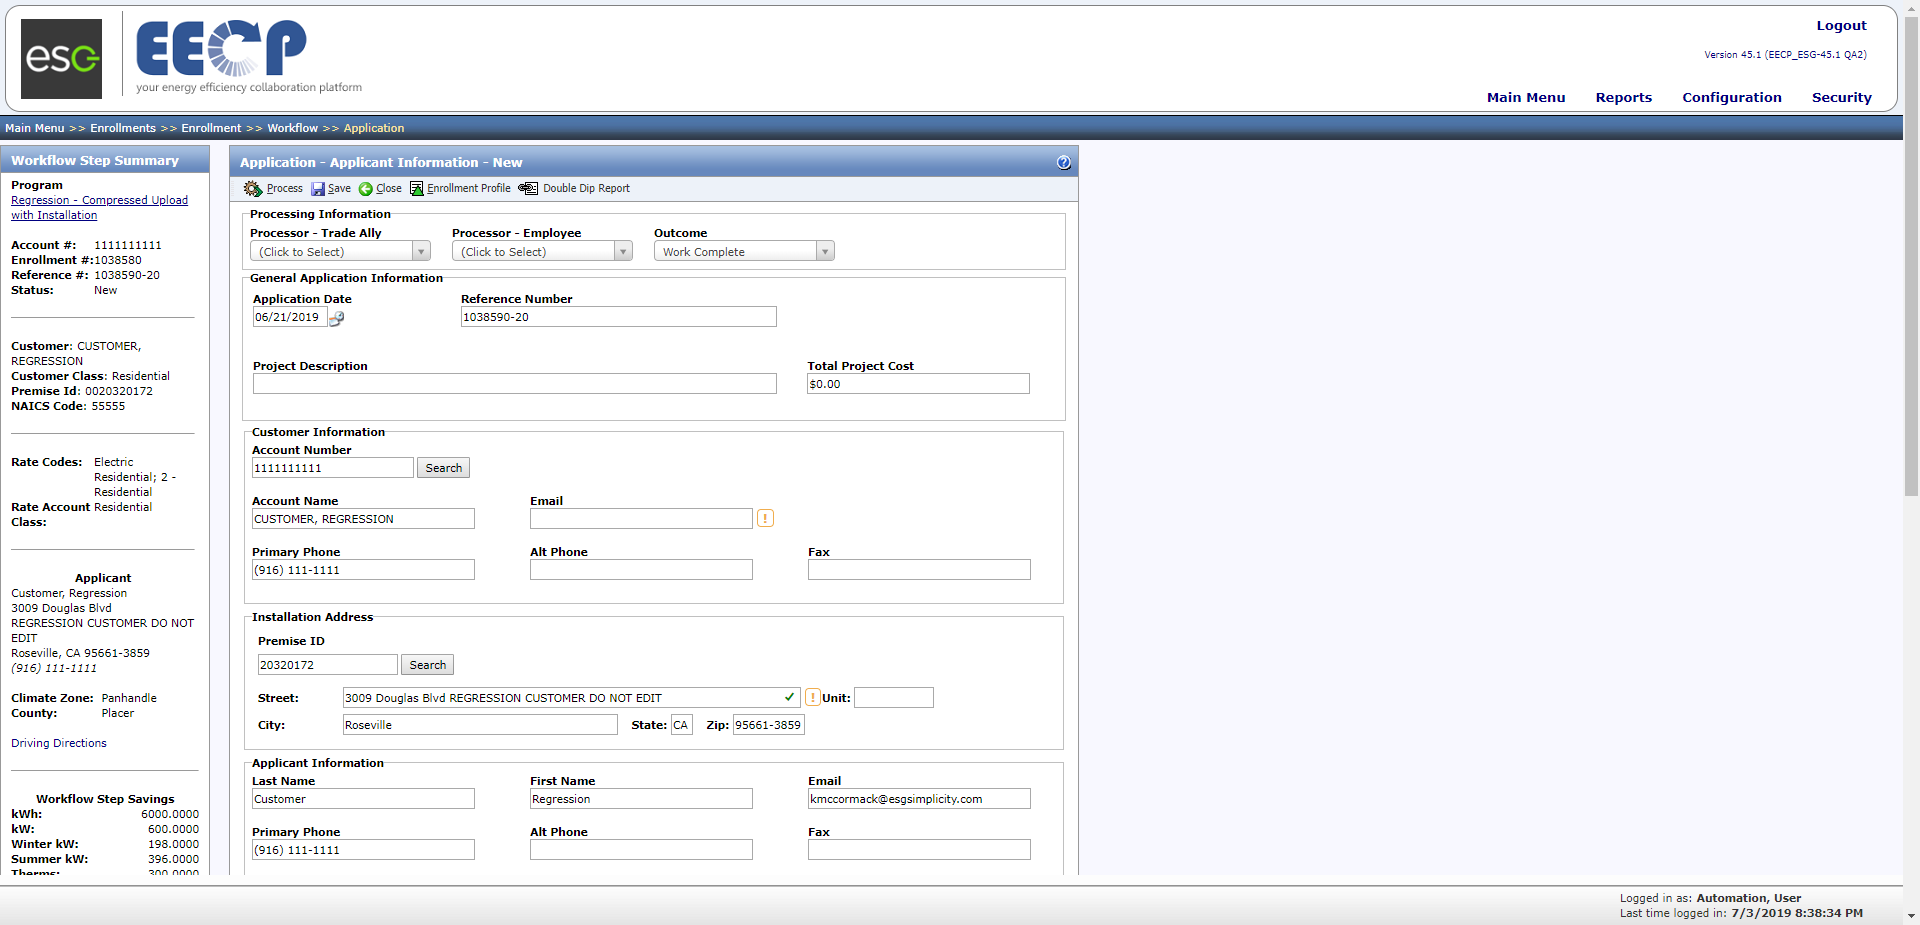 esg
EECP
your energy efficiency collaboration platform
Logout
Version 45.1 (EECP_ESG-45.1 QA2)
Main Menu Reports Configuration Security
Main Menu >> Enrollments >> Enrollment >> Workflow >> Application
Workflow Step Summary
Program
Regression - Compressed Upload
with Installation
Account #: 1111111111
Enrollment #:1038580
Reference #: 1038590-20
Status: New
Customer: CUSTOMER,
REGRESSION
Customer Class: Residential
Premise Id: 0020320172
NAICS Code: 55555
Rate Codes: Electric
Residential; 2 -
Residential
Rate Account Residential
Class:
Applicant
Customer, Regression
3009 Douglas Blvd
REGRESSION CUSTOMER DO NOT
EDIT
Roseville, CA 95661-3859
(916) 111-1111
Climate Zone: Panhandle
County: Placer
Driving Directions
Workflow Step Savings
kWh: 6000.0000
kW: 600.0000
Winter kW: 198.0000
Summer kW: 396.0000
Therms: 300.0000
Application - Applicant Information - New
?
Process Save Close Enrollment Profile Double Dip Report
Processing Information
Processor - Trade Ally Processor - Employee Outcome
(Click to Select) (Click to Select) Work Complete
General Application Information
Application Date Reference Number
06/21/2019 1038590-20
Project Description Total Project Cost
$0.00
Customer Information
Account Number
1111111111 Search
Account Name Email
CUSTOMER, REGRESSION !
Primary Phone Alt Phone Fax
(916) 111-1111
Installation Address
Premise ID
20320172 Search
Street: 3009 Douglas Blvd REGRESSION CUSTOMER DO NOT EDIT ! Unit:
City: Roseville State: CA Zip: 95661-3859
Applicant Information
Last Name First Name Email
Customer Regression kmccormack@esgsimplicity.com
Primary Phone Alt Phone Fax
(916) 111-1111
Logged in as: Automation, User
Last time logged in: 7/3/2019 8:38:34 PM